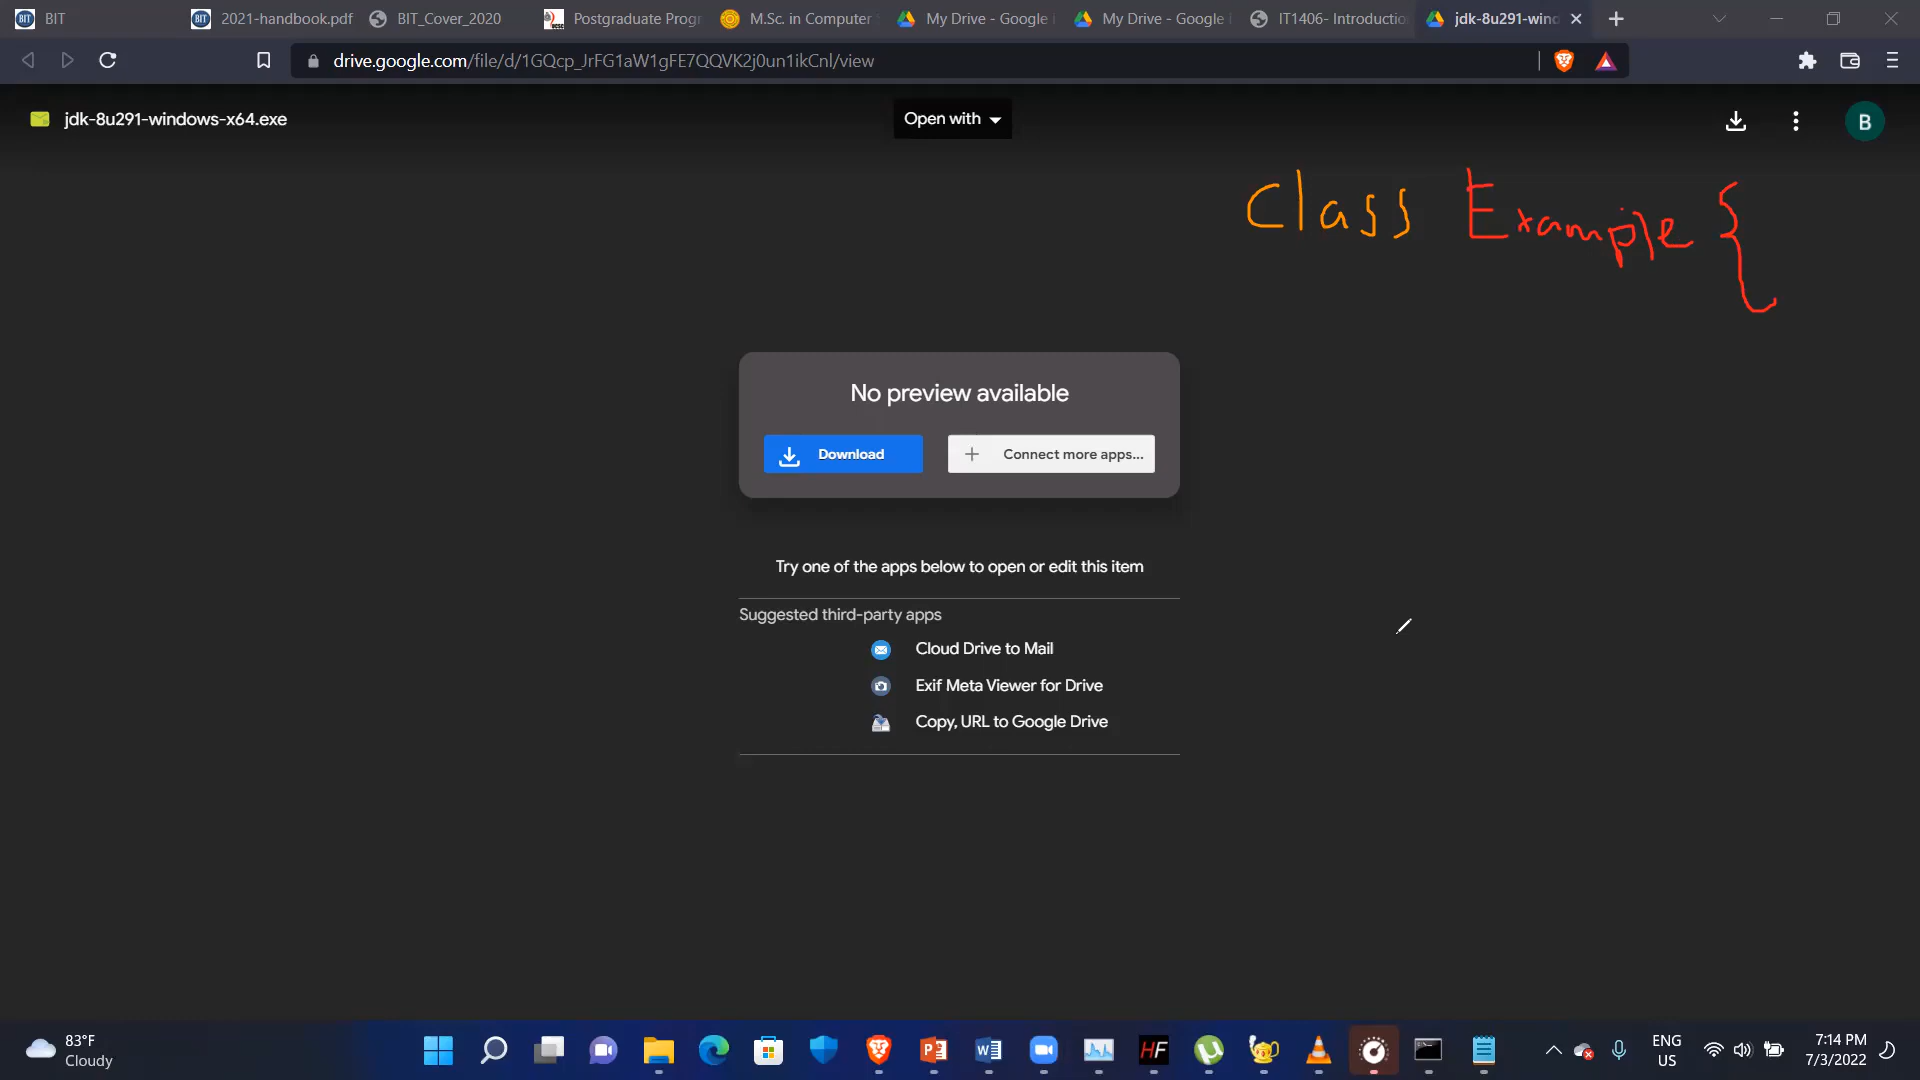 BIT
2021-handbook.pdf
BIT_Cover_2020
Postgraduate Prog
M.Sc. in Computer
My Drive - Google
My Drive - Google
IT1406- Introductio
jdk-8u291-wind
drive.google.com/file/d/1GQcp_JrFG1aW1gFE7QQVK2j0un1ikCnl/view
jdk-8u291-windows-x64.exe
Open with
B
Class Example {
No preview available
Download
Connect more apps...
Try one of the apps below to open or edit this item
Suggested third-party apps
Cloud Drive to Mail
Exif Meta Viewer for Drive
Copy, URL to Google Drive
83°F
Cloudy
HF
ENG
US
7:14 PM
7/3/2022